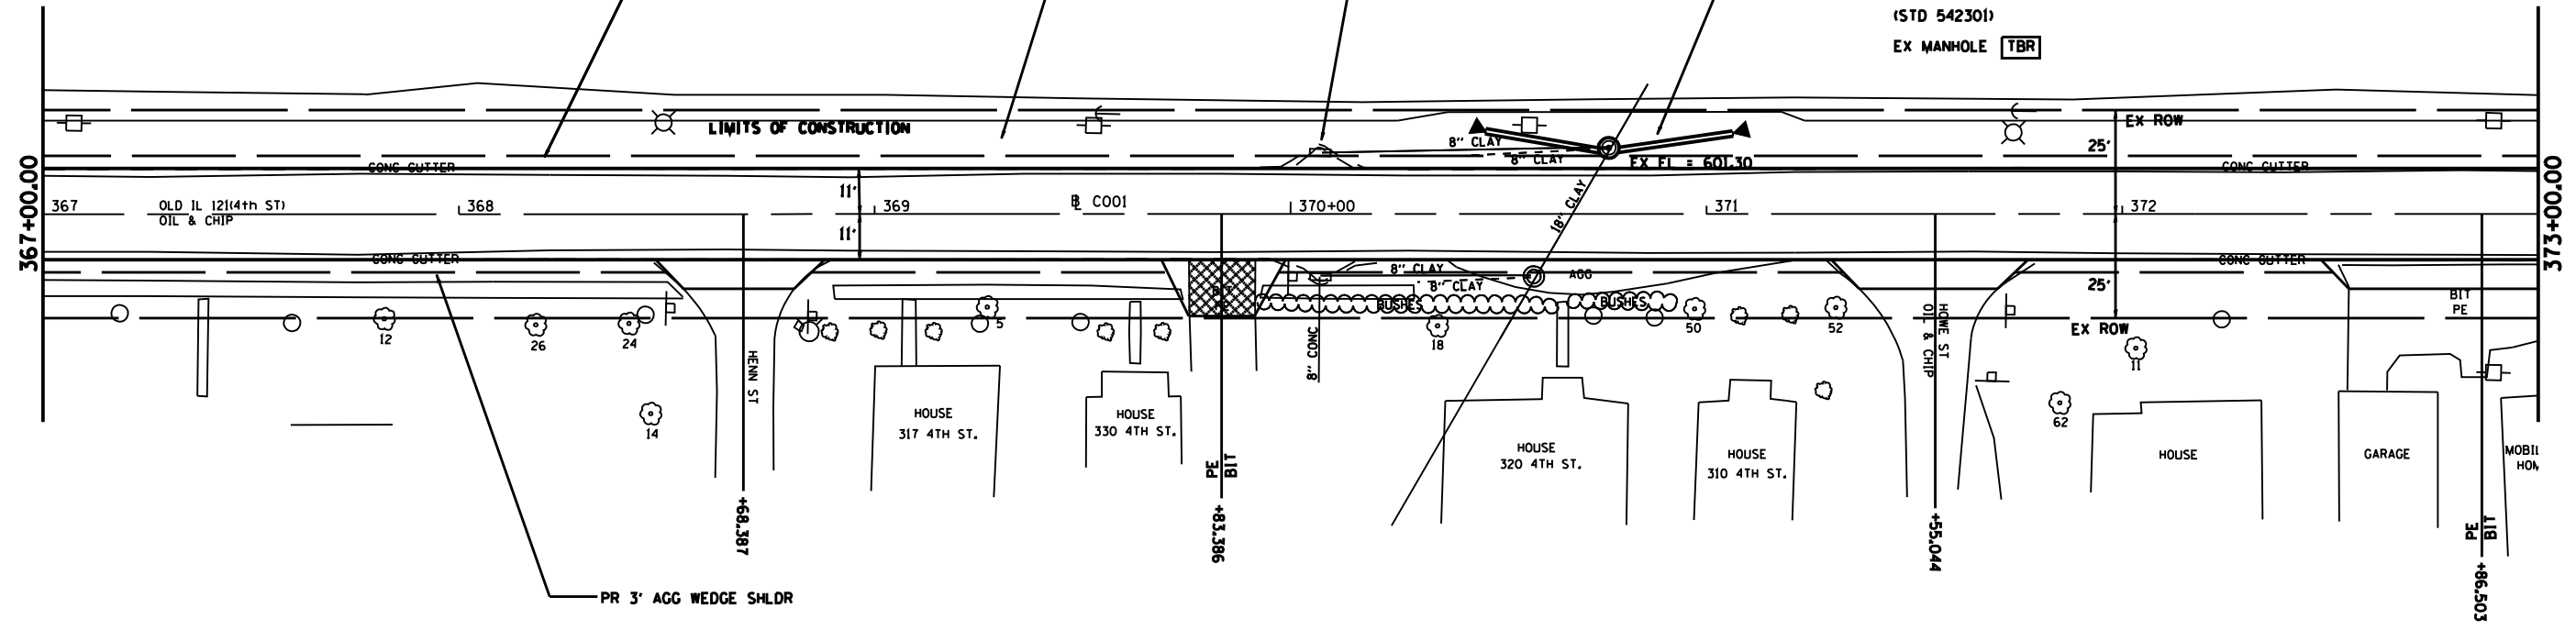 (STD 542301)
EX MANHOLE TBR
LIMITS OF CONSTRUCTION
EX ROW
8" CLAY
8" CLAY
25'
EX FL = 601.30
CONC GUTTER
CONC GUTTER
367+00.00
373+00.00
11'
18" CLAY
367
OLD IL 121(4th ST)
OIL & CHIP
368
369
BL C001
370+00
371
372
11'
CONC GUTTER
CONC GUTTER
8" CLAY
AGG
8" CLAY
25'
BUSHES
BUSHES
BIT
PE
12
26
24
5
18
50
52
EX ROW
11
HENN ST
8" CONC
HOWE ST
OIL & CHIP
14
62
HOUSE
317 4TH ST.
HOUSE
330 4TH ST.
HOUSE
320 4TH ST.
HOUSE
310 4TH ST.
HOUSE
GARAGE
MOBIL
HOM
PE
BIT
PE
BIT
+68.387
+83.386
+55.044
+86.503
PR 3' AGG WEDGE SHLDR